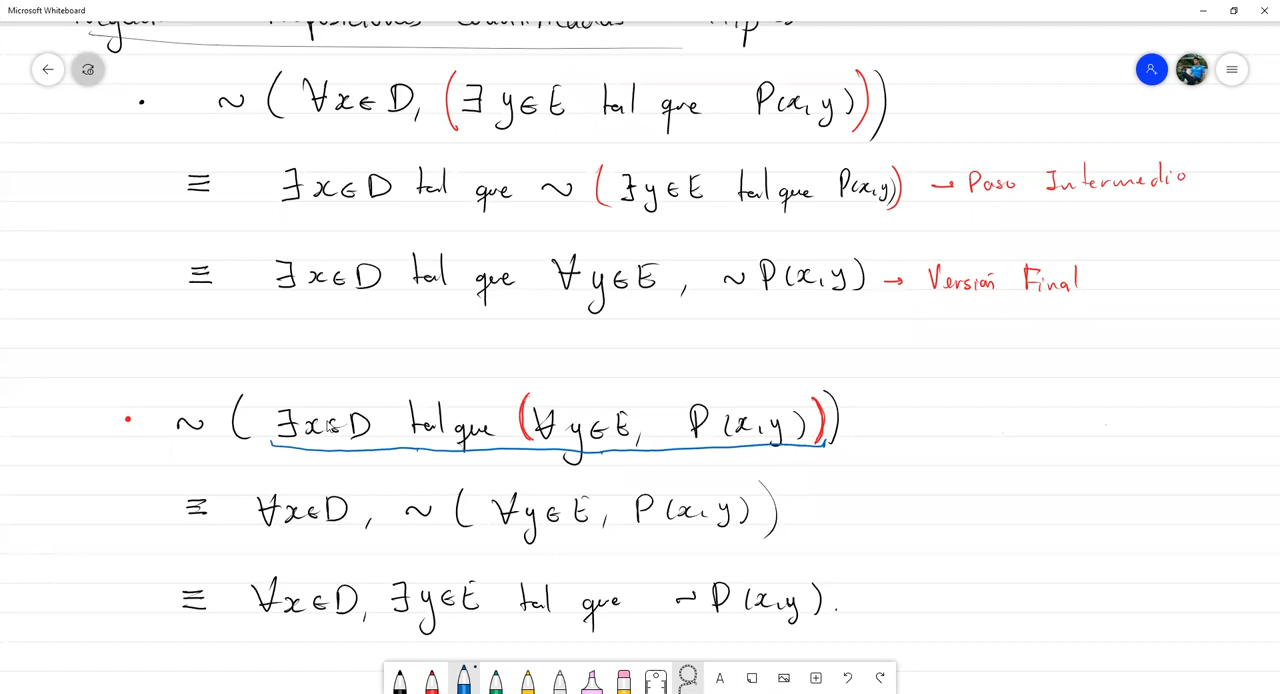 Microsoft Whiteboard
• ~ ( ∀x∈D, (∃ y∈E tal que P(x,y)))
≡ ∃x∈D tal que ~ (∃y∈E tal que P(x,y)) → Paso Intermedio
≡ ∃x∈D tal que ∀y∈E, ~P(x,y) → Versión Final
• ~ ( ∃x∈D tal que (∀y∈E, P(x,y)))
≡ ∀x∈D, ~ ( ∀y∈E, P(x,y))
≡ ∀x∈D, ∃y∈E tal que ~P(x,y).
A